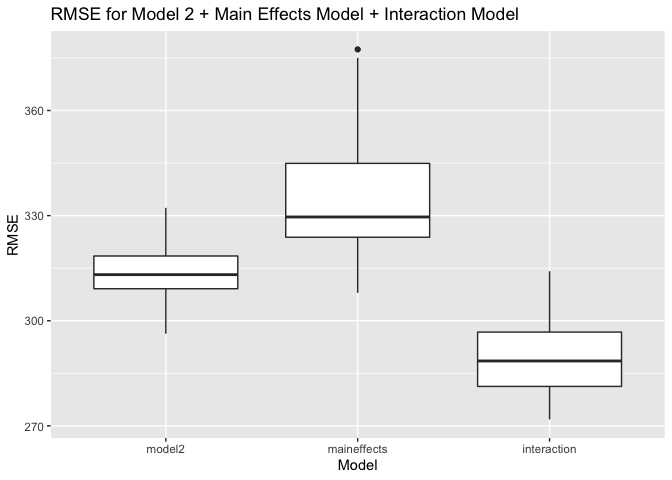 RMSE for Model 2 + Main Effects Model + Interaction Model
RMSE
360
330
300
270
model2 maineffects interaction
Model